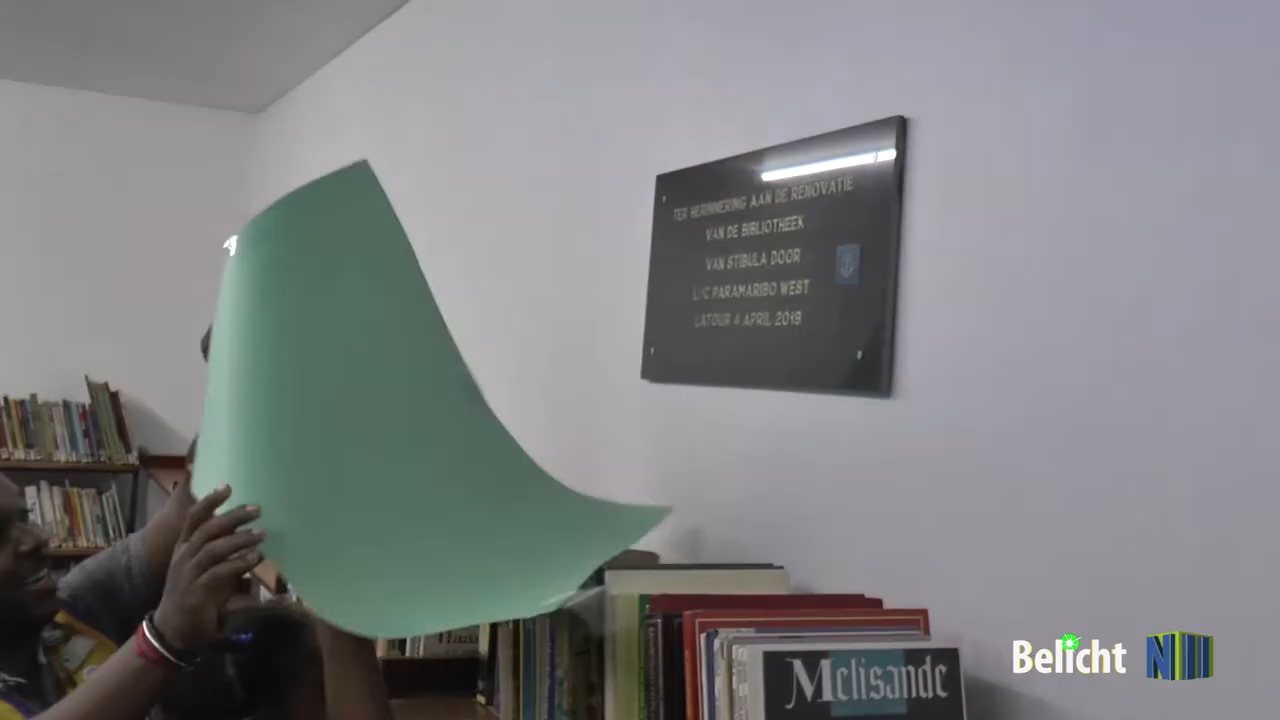 TER HERINNERING AAN DE RENOVATIE
VAN DE BIBLIOTHEEK
VAN STIBULA DOOR
LJC PARAMARIBO WEST
LATOUR 4 APRIL 2019
Melisande
Belicht N